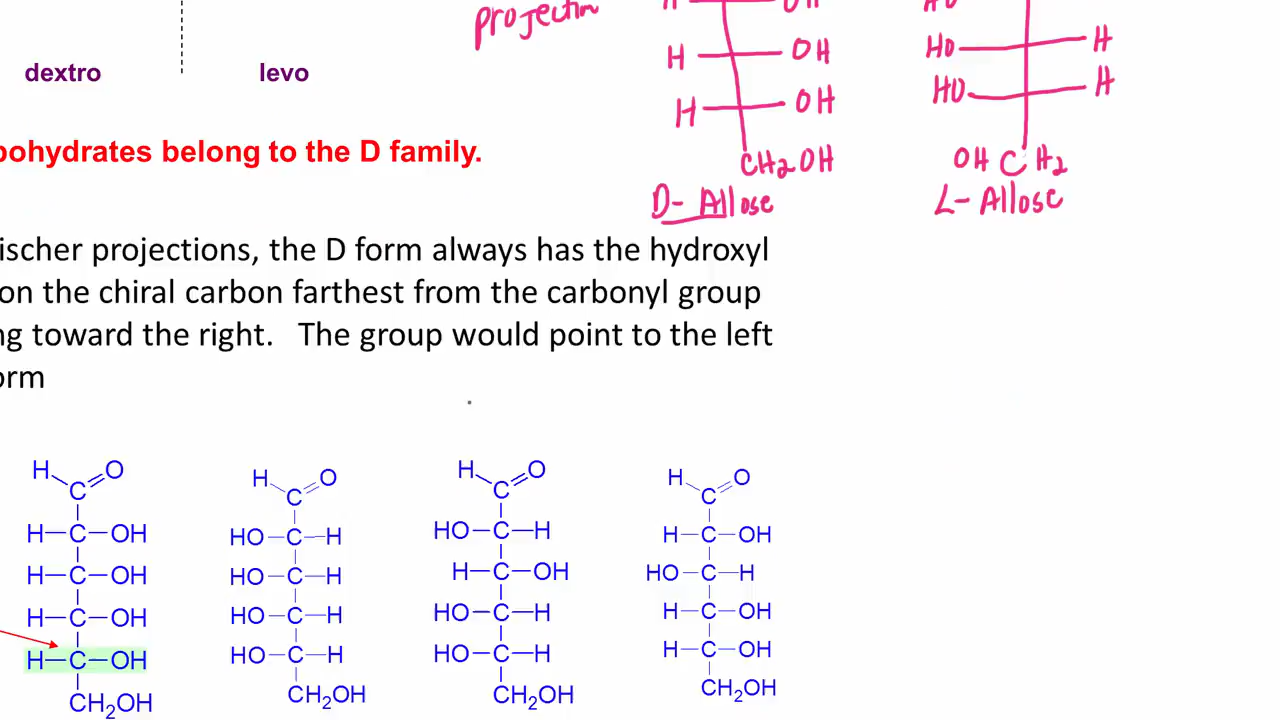 projection
H OH HO
H OH HO H
H OH HO H
CH2OH OH CH2
D- Allose L- Allose
dextro levo
bohydrates belong to the D family.
ischer projections, the D form always has the hydroxyl
on the chiral carbon farthest from the carbonyl group
ng toward the right. The group would point to the left
orm
H C=O
H–C–OH
H–C–OH
H–C–OH
H–C–OH
CH2OH
H C=O
HO–C–H
HO–C–H
HO–C–H
HO–C–H
CH2OH
H C=O
HO–C–H
H–C–OH
HO–C–H
HO–C–H
CH2OH
H C=O
H–C–OH
HO–C–H
H–C–OH
H–C–OH
CH2OH